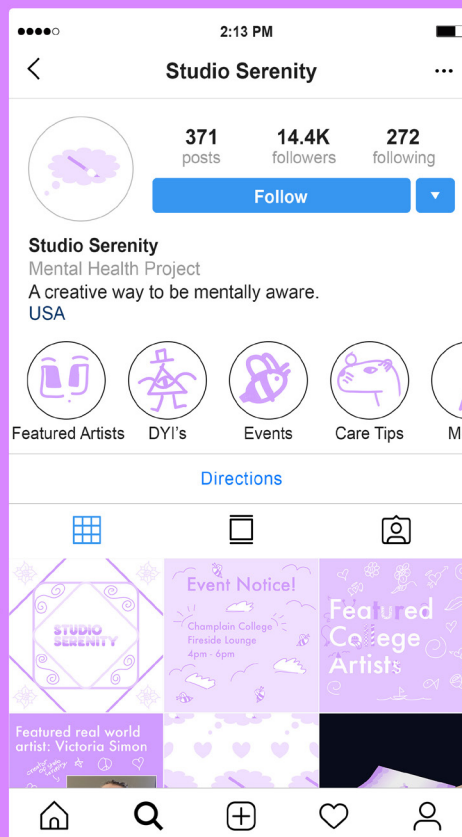 2:13 PM
Studio Serenity
371 14.4K 272
posts followers following
Follow
Studio Serenity
Mental Health Project
A creative way to be mentally aware.
USA
Featured Artists DYI's Events Care Tips M
Directions
STUDIO
SERENITY
Event Notice!
Champlain College
Fireside Lounge
4pm - 6pm
Featured
College
Artists
Featured real world
artist: Victoria Simon